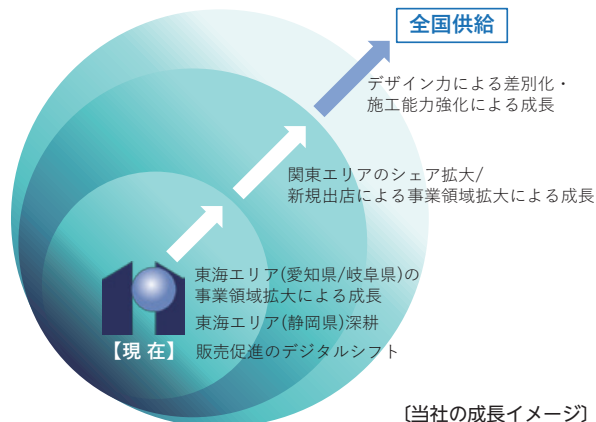 全国供給
デザイン力による差別化・
施工能力強化による成長
関東エリアのシェア拡大/
新規出店による事業領域拡大による成長
東海エリア(愛知県/岐阜県)の
事業領域拡大による成長
東海エリア(静岡県)深耕
【現 在】 販売促進のデジタルシフト
〔当社の成長イメージ〕